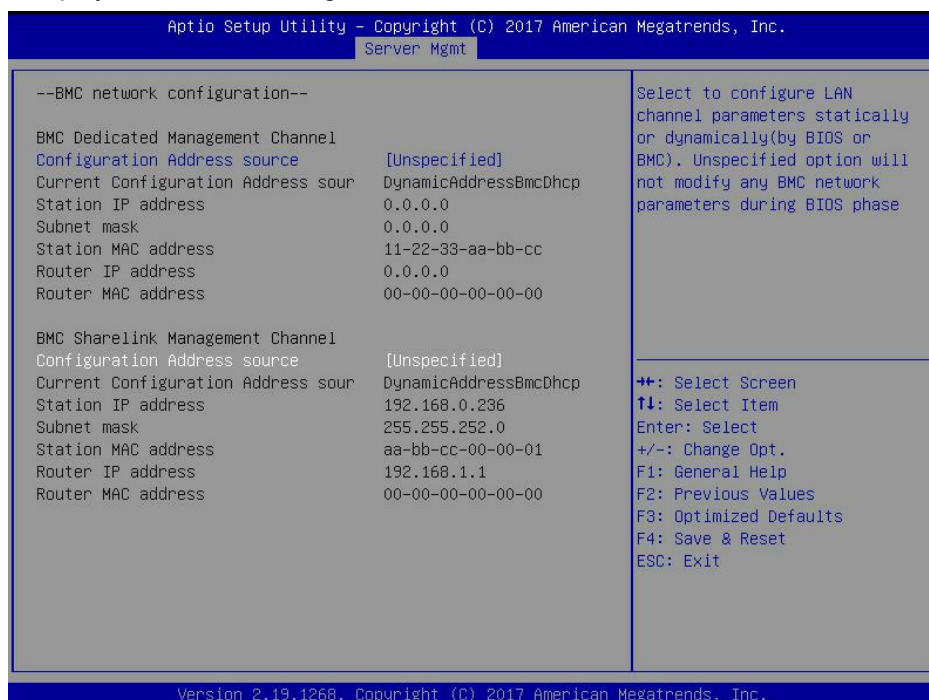 Aptio Setup Utility – Copyright (C) 2017 American Megatrends, Inc.
Server Mgmt
--BMC network configuration--
BMC Dedicated Management Channel
Configuration Address source [Unspecified]
Current Configuration Address sour DynamicAddressBmcDhcp
Station IP address 0.0.0.0
Subnet mask 0.0.0.0
Station MAC address 11-22-33-aa-bb-cc
Router IP address 0.0.0.0
Router MAC address 00-00-00-00-00-00
BMC Sharelink Management Channel
Configuration Address source [Unspecified]
Current Configuration Address sour DynamicAddressBmcDhcp
Station IP address 192.168.0.236
Subnet mask 255.255.252.0
Station MAC address aa-bb-cc-00-00-01
Router IP address 192.168.1.1
Router MAC address 00-00-00-00-00-00
Select to configure LAN
channel parameters statically
or dynamically(by BIOS or
BMC). Unspecified option will
not modify any BMC network
parameters during BIOS phase
→←: Select Screen
↑↓: Select Item
Enter: Select
+/-: Change Opt.
F1: General Help
F2: Previous Values
F3: Optimized Defaults
F4: Save & Reset
ESC: Exit
Version 2.19.1268. Copyright (C) 2017 American Megatrends, Inc.